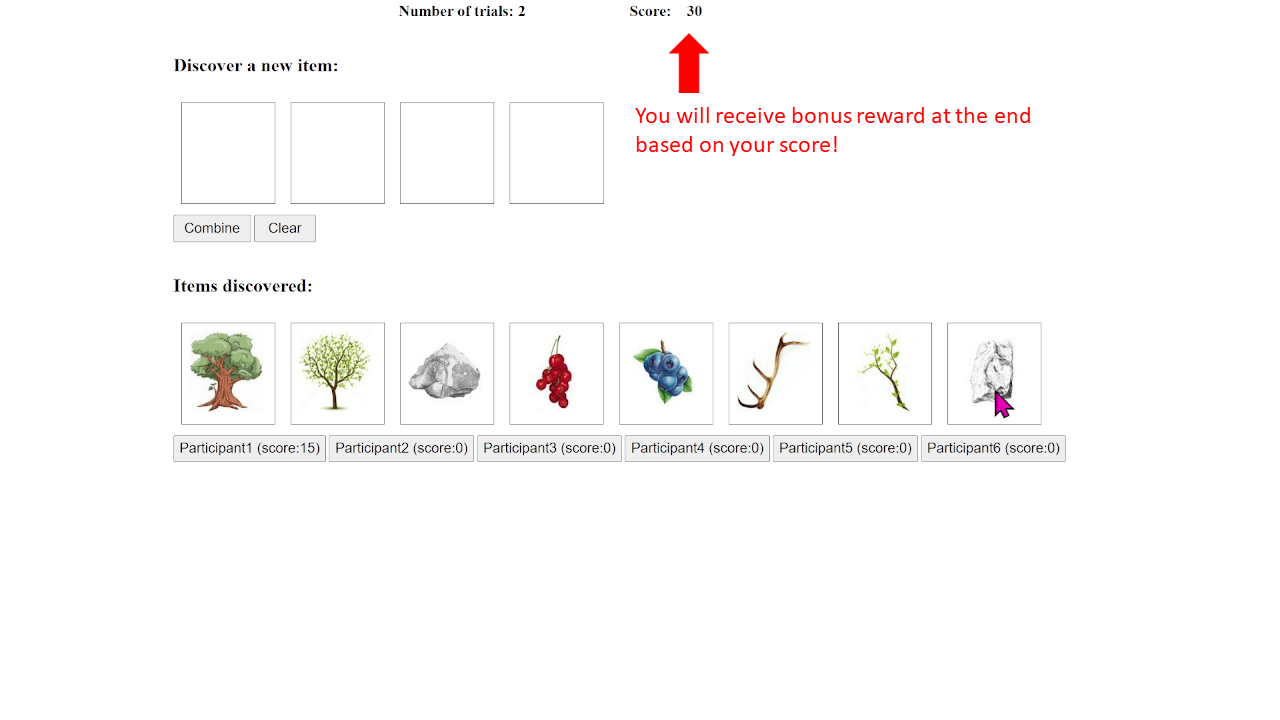 Number of trials: 2 Score: 30
Discover a new item:
You will receive bonus reward at the end
based on your score!
Combine Clear
Items discovered:
Participant1 (score:15) Participant2 (score:0) Participant3 (score:0) Participant4 (score:0) Participant5 (score:0) Participant6 (score:0)